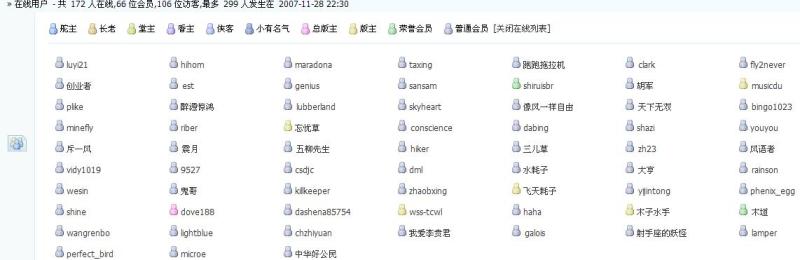 » 在线用户 - 共 172 人在线,66 位会员,106 位访客,最多 299 人发生在 2007-11-28 22:30
舵主 长老 堂主 香主 侠客 小有名气 总版主 版主 荣誉会员 普通会员 [关闭在线列表]
luyi21 hihom maradona taxing 跑跑拖拉机 clark fly2never
创业者 est genius sansam shiruisbr 胡军 musicdu
plike 醉邀惊鸿 lubberland skyheart 像风一样自由 天下无双 bingo1023
minefly riber 忘忧草 conscience dabing shazi youyou
斥一风 震月 五柳先生 hiker 三儿草 zh23 风语者
vidy1019 9527 csdjc dml 水耗子 大亨 rainson
wesin 鬼哥 killkeeper zhaobxing 飞天耗子 yijintong phenix_egg
shine dove188 dashena85754 wss-tcwl haha 木子水手 木道
wangrenbo lightblue chzhiyuan 我爱李贵君 galois 射手座の妖怪 lamper
perfect_bird microe 中华好公民